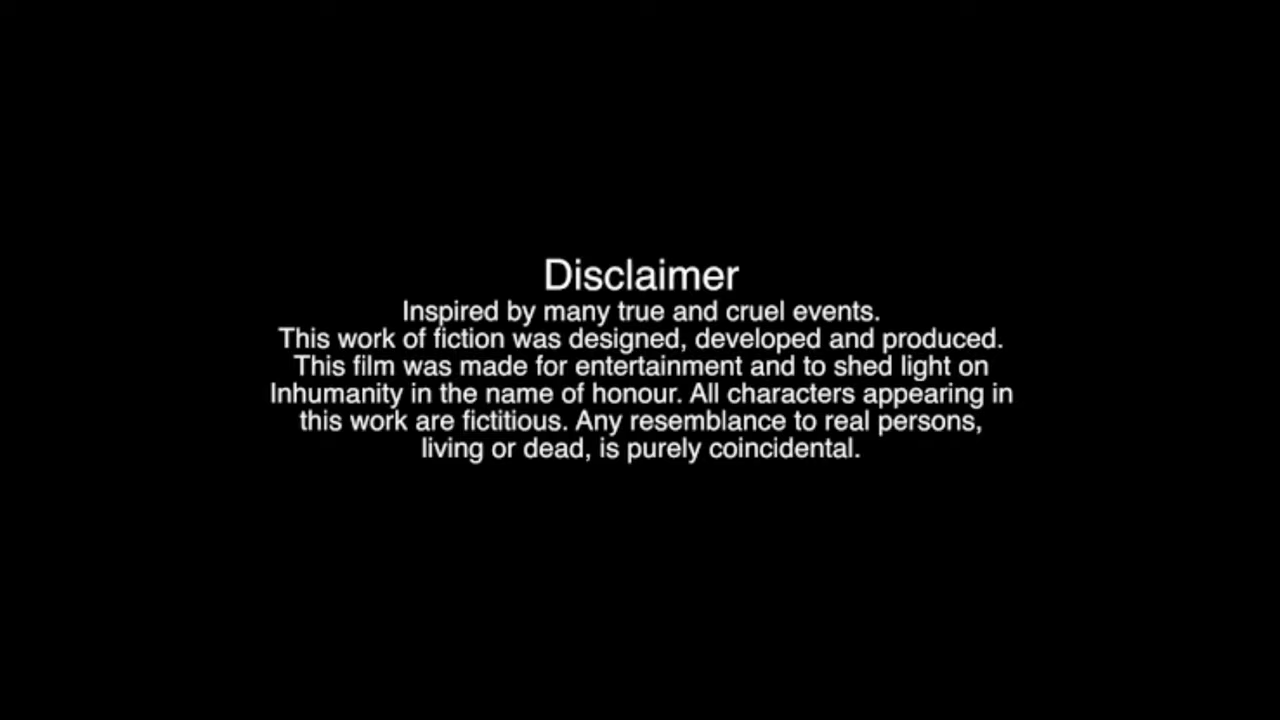 Disclaimer
Inspired by many true and cruel events.
This work of fiction was designed, developed and produced.
This film was made for entertainment and to shed light on
Inhumanity in the name of honour. All characters appearing in
this work are fictitious. Any resemblance to real persons,
living or dead, is purely coincidental.